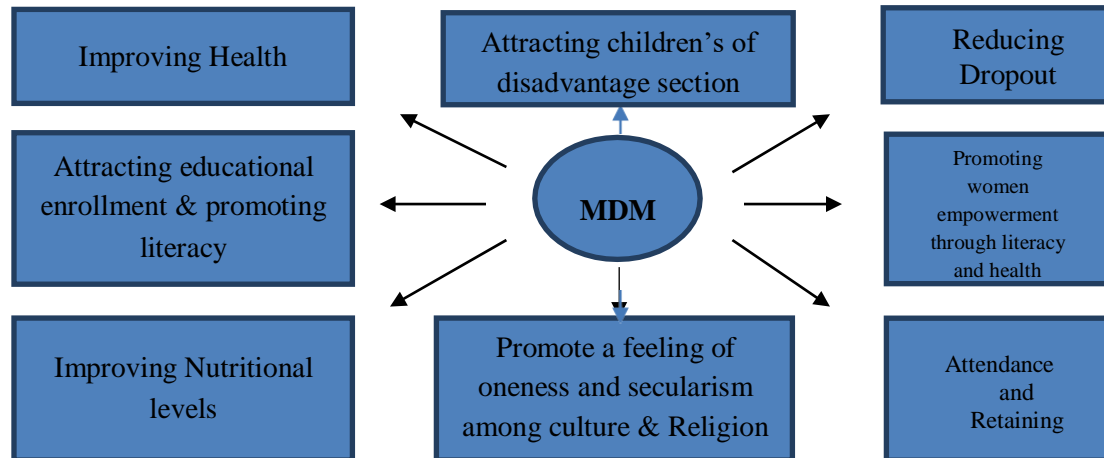 Improving Health
Attracting children’s of
disadvantage section
Reducing
Dropout
Attracting educational
enrollment & promoting
literacy
MDM
Promoting
women
empowerment
through literacy
and health
Improving Nutritional
levels
Promote a feeling of
oneness and secularism
among culture & Religion
Attendance
and
Retaining